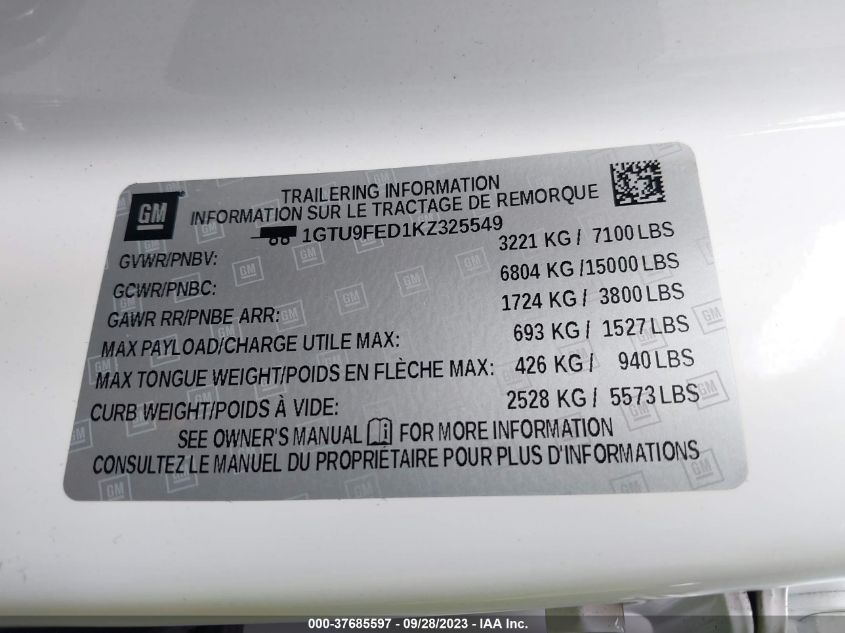 GM
TRAILERING INFORMATION
INFORMATION SUR LE TRACTAGE DE REMORQUE
1GTU9FED1KZ325549
GVWR/PNBV: 3221 KG / 7100 LBS
GCWR/PNBC: 6804 KG /15000 LBS
GAWR RR/PNBE ARR: 1724 KG / 3800 LBS
MAX PAYLOAD/CHARGE UTILE MAX: 693 KG / 1527 LBS
MAX TONGUE WEIGHT/POIDS EN FLÈCHE MAX: 426 KG / 940 LBS
CURB WEIGHT/POIDS À VIDE: 2528 KG / 5573 LBS
SEE OWNER'S MANUAL FOR MORE INFORMATION
CONSULTEZ LE MANUEL DU PROPRIÉTAIRE POUR PLUS D'INFORMATIONS
000-37685597 - 09/28/2023 - IAA Inc.